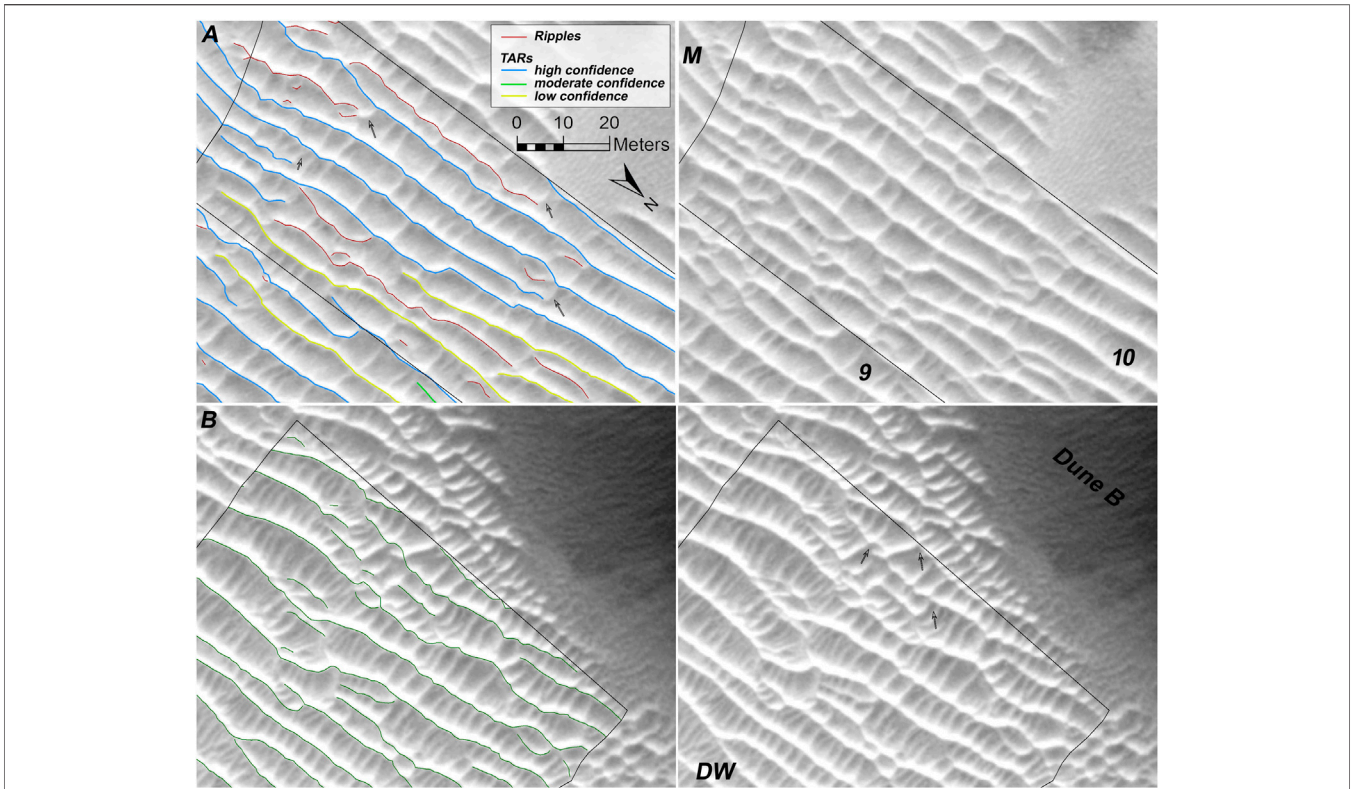 A
Ripples
TARs
high confidence
moderate confidence
low confidence
0 10 20
Meters
N
M
9
10
B
Dune B
DW